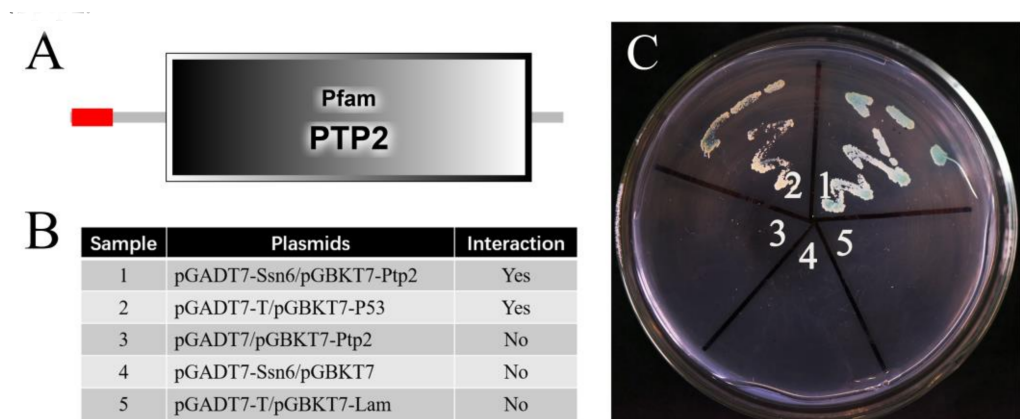 A
Pfam
PTP2
B
Sample Plasmids Interaction
1 pGADT7-Ssn6/pGBKT7-Ptp2 Yes
2 pGADT7-T/pGBKT7-P53 Yes
3 pGADT7/pGBKT7-Ptp2 No
4 pGADT7-Ssn6/pGBKT7 No
5 pGADT7-T/pGBKT7-Lam No
C
2 1
3 5
4